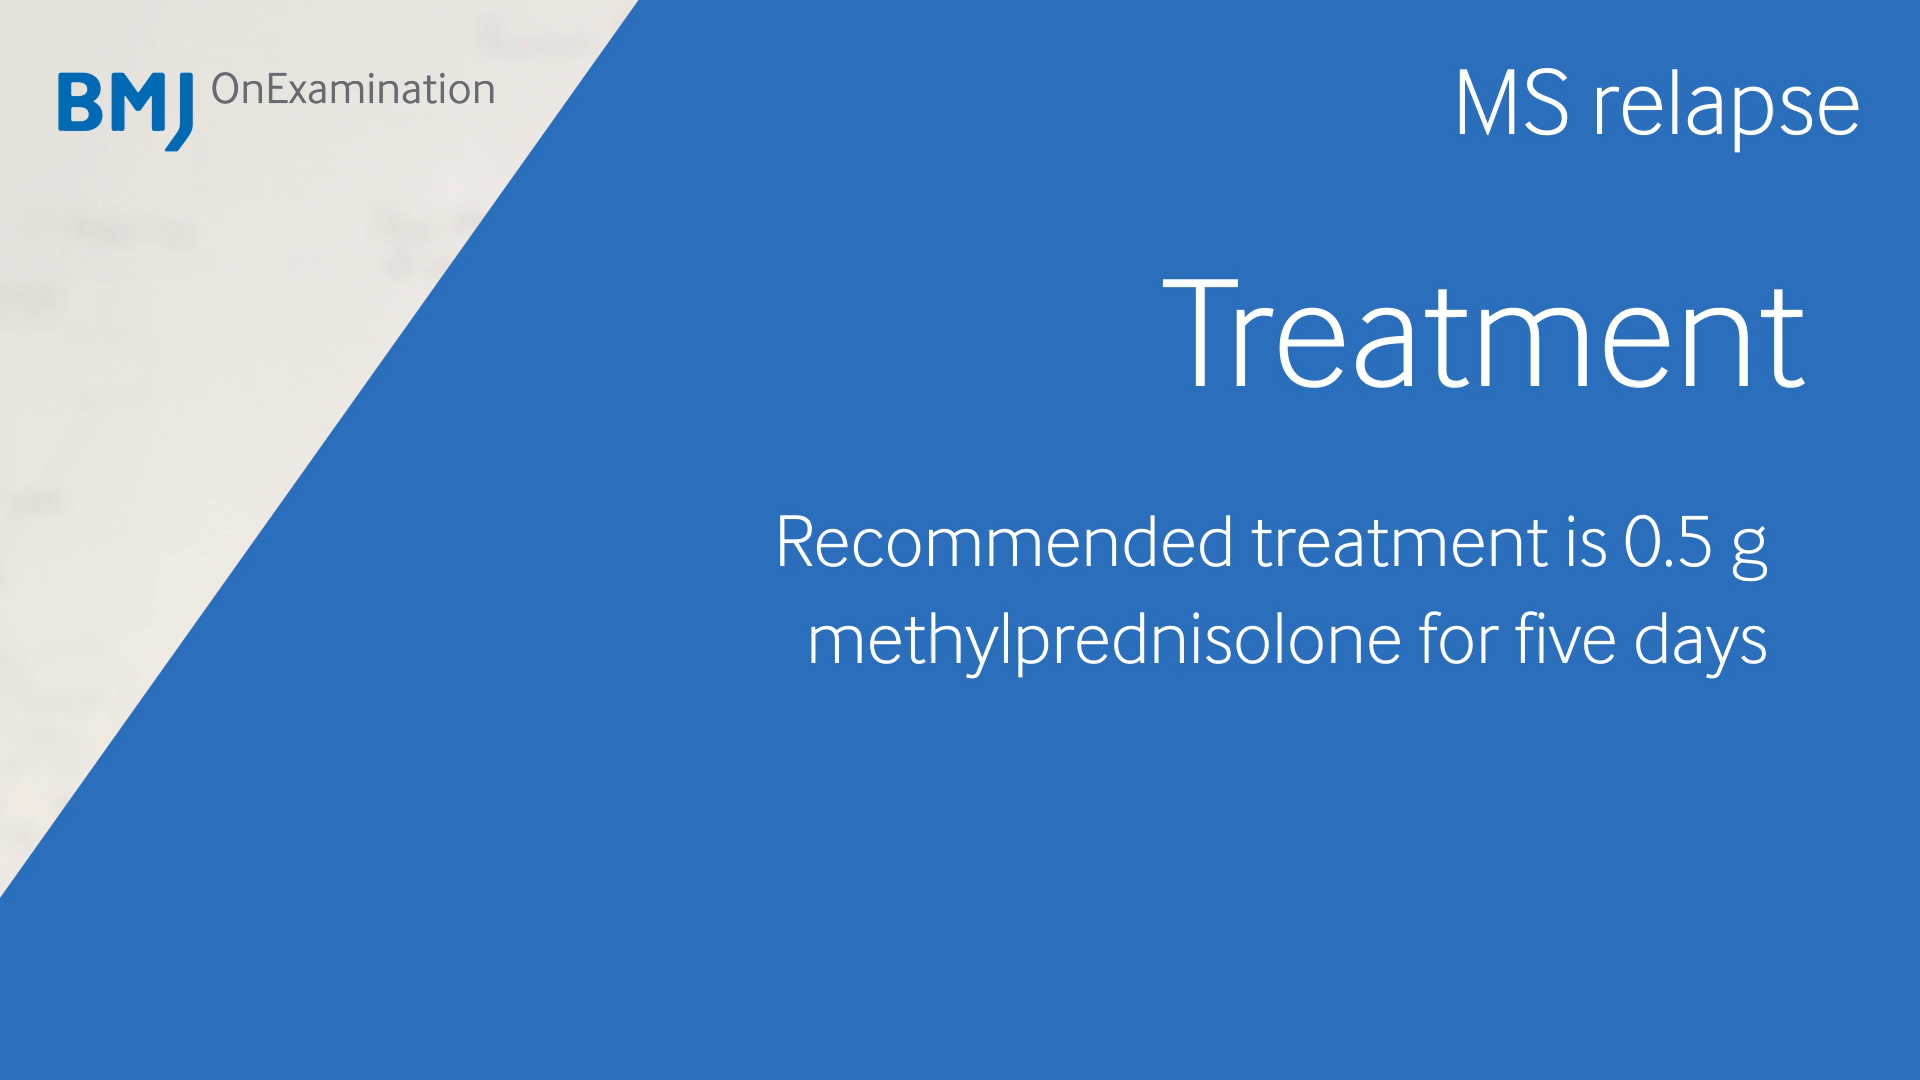 BMJ OnExamination
MS relapse
Treatment
Recommended treatment is 0.5 g
methylprednisolone for five days